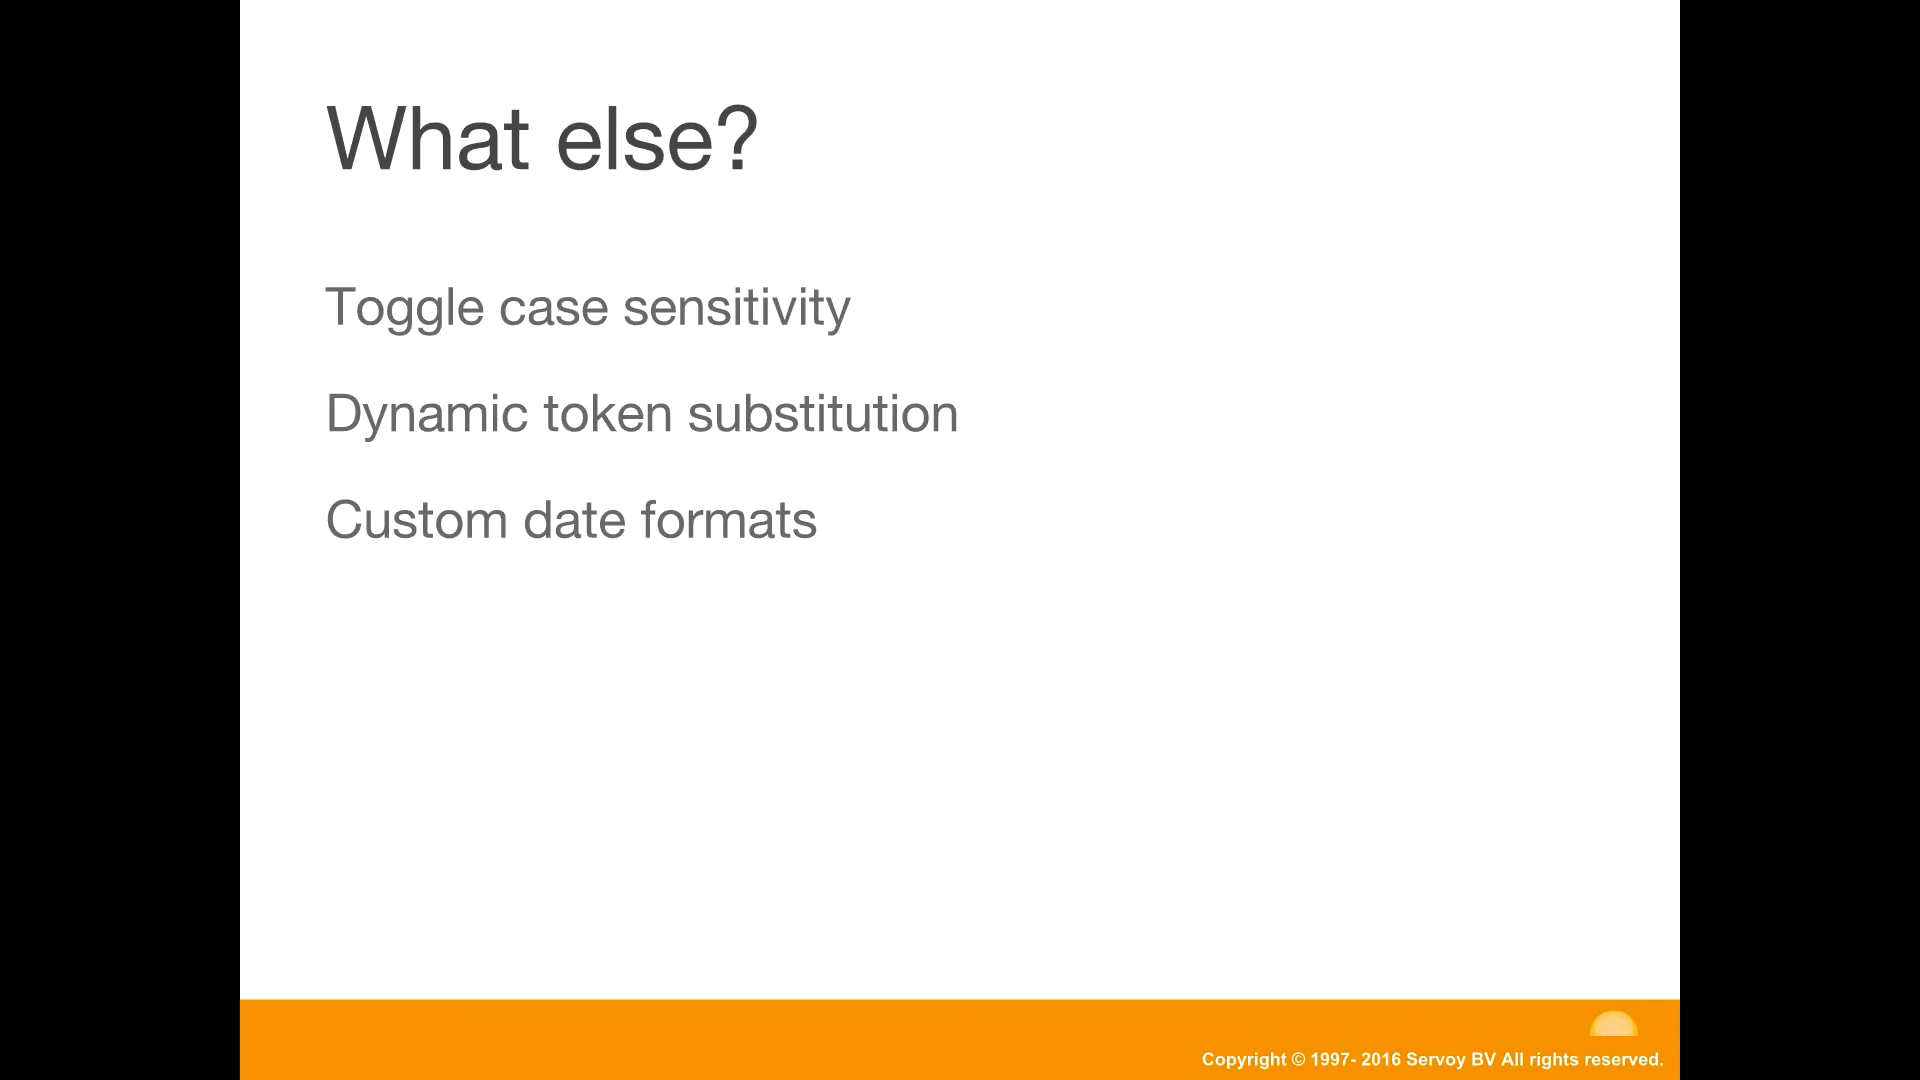 What else?
Toggle case sensitivity
Dynamic token substitution
Custom date formats
Copyright © 1997- 2016 Servoy BV All rights reserved.